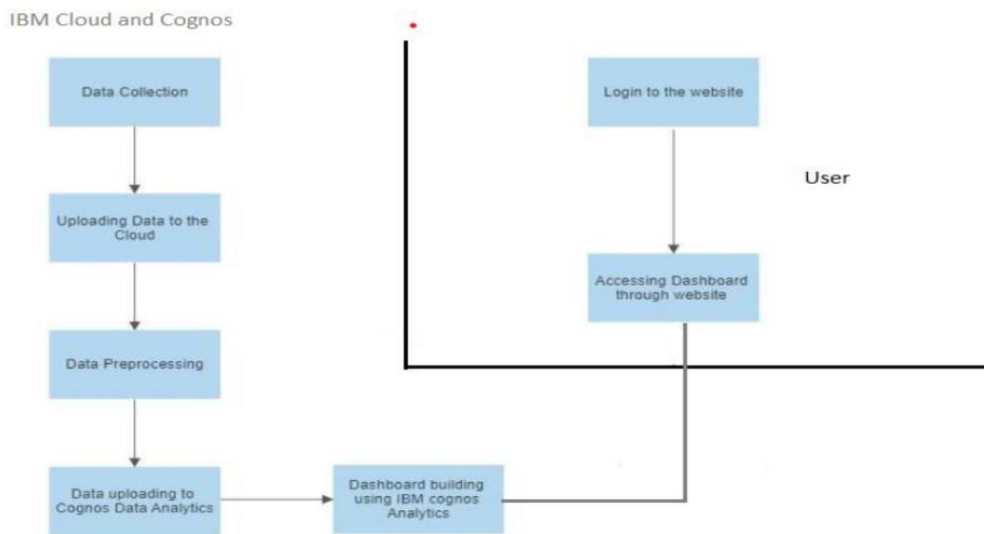 IBM Cloud and Cognos
Data Collection
Uploading Data to the
Cloud
Data Preprocessing
Data uploading to
Cognos Data Analytics
Dashboard building
using IBM cognos
Analytics
Login to the website
User
Accessing Dashboard
through website